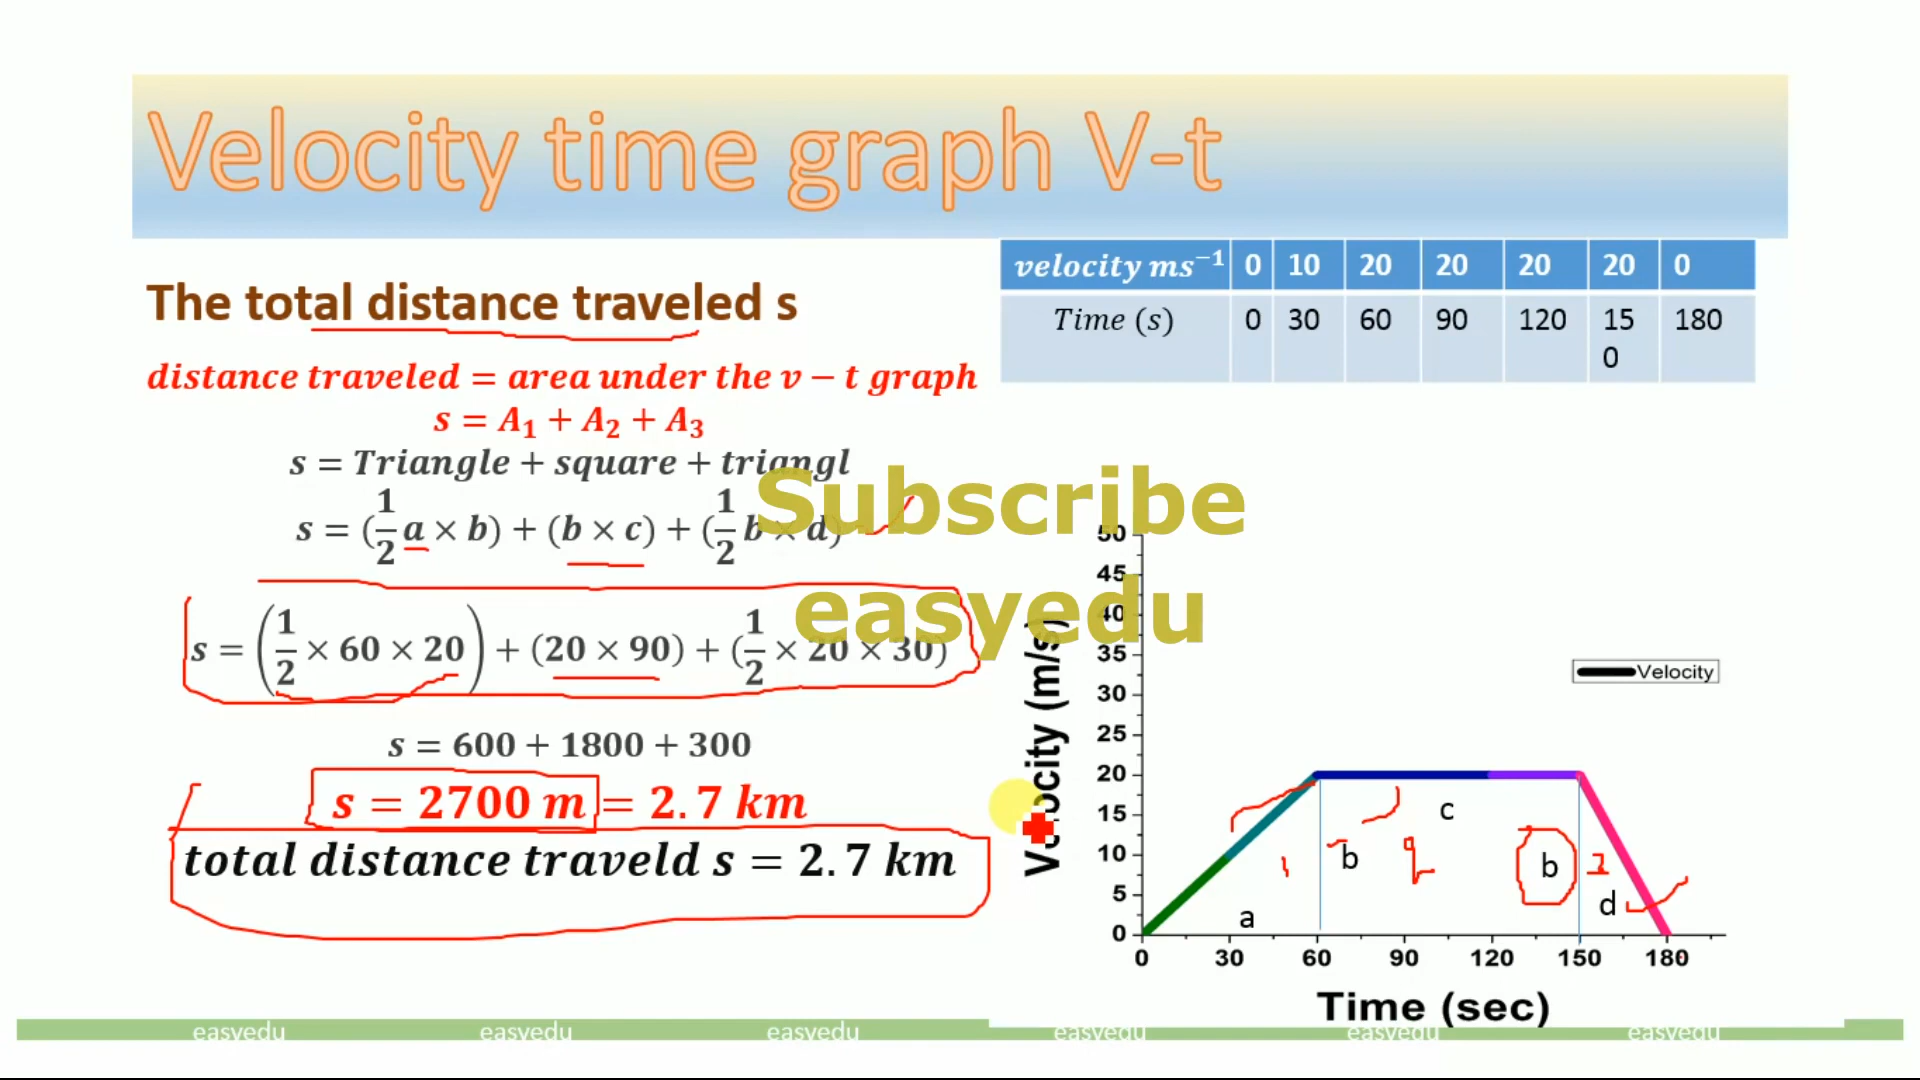 Velocity time graph V-t
velocity ms⁻¹ 0 10 20 20 20 20 0
Time (s) 0 30 60 90 120 150 180
The total distance traveled s
distance traveled = area under the v − t graph
s = A₁ + A₂ + A₃
s = Triangle + square + triangl
s = (1/2 a × b) + (b × c) + (1/2 b × d)
s = (1/2 × 60 × 20) + (20 × 90) + (1/2 × 20 × 30)
s = 600 + 1800 + 300
s = 2700 m = 2.7 km
total distance traveld s = 2.7 km
Subscribe
easyedu
Velocity (m/s)
50
45
40
35
30
25
20
15
10
5
0
Velocity
c
b
b
d
a
1
2
0 30 60 90 120 150 180
Time (sec)
easyedu easyedu easyedu easyedu easyedu easyedu